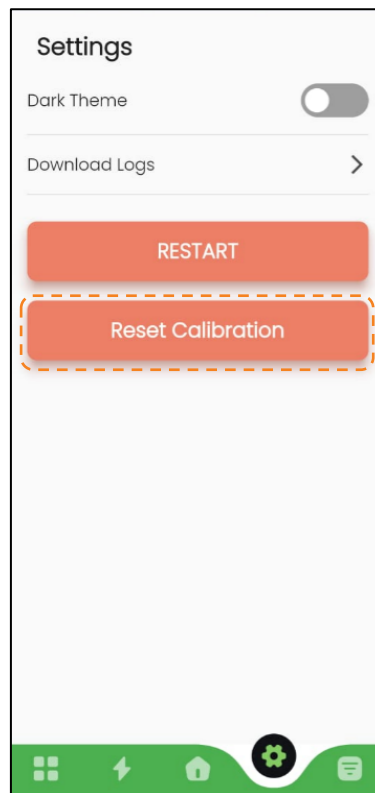 Settings
Dark Theme
Download Logs
RESTART
Reset Calibration